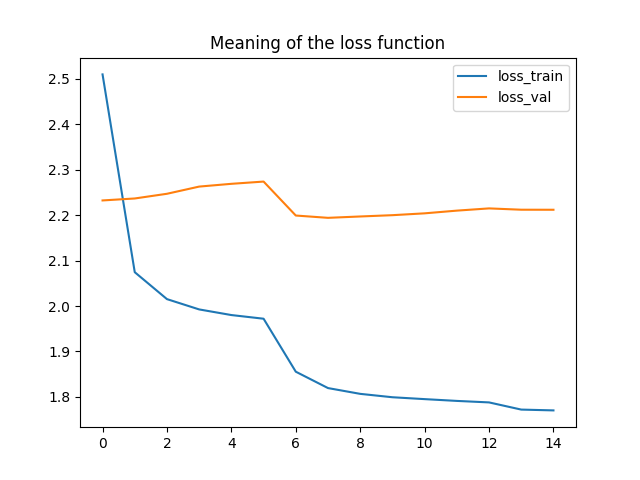 Meaning of the loss function
loss_train
loss_val
2.5
2.4
2.3
2.2
2.1
2.0
1.9
1.8
0 2 4 6 8 10 12 14